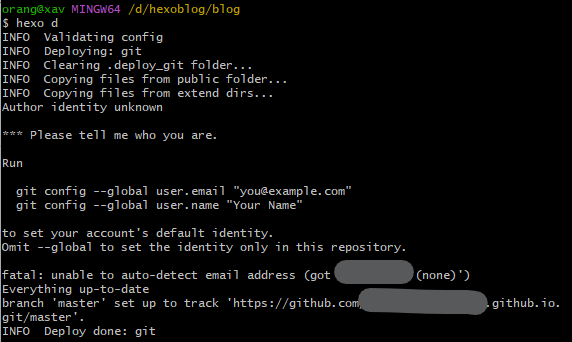 orang@xav MINGW64 /d/hexoblog/blog
$ hexo d
INFO  Validating config
INFO  Deploying: git
INFO  Clearing .deploy_git folder...
INFO  Copying files from public folder...
INFO  Copying files from extend dirs...
Author identity unknown
*** Please tell me who you are.
Run
  git config --global user.email "you@example.com"
  git config --global user.name "Your Name"
to set your account's default identity.
Omit --global to set the identity only in this repository.
fatal: unable to auto-detect email address (got (none)')
Everything up-to-date
branch 'master' set up to track 'https://github.com/ .github.io.
git/master'.
INFO  Deploy done: git